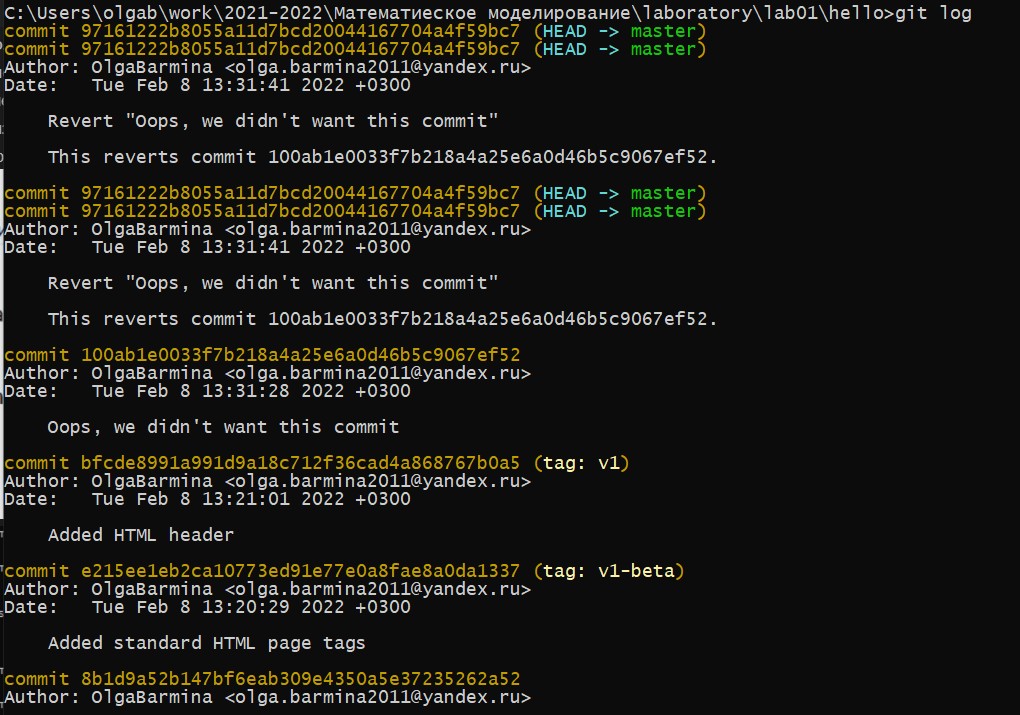 C:\Users\olgab\work\2021-2022\Математиеское моделирование\laboratory\lab01\hello>git log
commit 97161222b8055a11d7bcd20044167704a4f59bc7 (HEAD -> master)
commit 97161222b8055a11d7bcd20044167704a4f59bc7 (HEAD -> master)
Author: OlgaBarmina <olga.barmina2011@yandex.ru>
Date:   Tue Feb 8 13:31:41 2022 +0300
    Revert "Oops, we didn't want this commit"
    This reverts commit 100ab1e0033f7b218a4a25e6a0d46b5c9067ef52.
commit 97161222b8055a11d7bcd20044167704a4f59bc7 (HEAD -> master)
commit 97161222b8055a11d7bcd20044167704a4f59bc7 (HEAD -> master)
Author: OlgaBarmina <olga.barmina2011@yandex.ru>
Date:   Tue Feb 8 13:31:41 2022 +0300
    Revert "Oops, we didn't want this commit"
    This reverts commit 100ab1e0033f7b218a4a25e6a0d46b5c9067ef52.
commit 100ab1e0033f7b218a4a25e6a0d46b5c9067ef52
Author: OlgaBarmina <olga.barmina2011@yandex.ru>
Date:   Tue Feb 8 13:31:28 2022 +0300
    Oops, we didn't want this commit
commit bfcde8991a991d9a18c712f36cad4a868767b0a5 (tag: v1)
Author: OlgaBarmina <olga.barmina2011@yandex.ru>
Date:   Tue Feb 8 13:21:01 2022 +0300
    Added HTML header
commit e215ee1eb2ca10773ed91e77e0a8fae8a0da1337 (tag: v1-beta)
Author: OlgaBarmina <olga.barmina2011@yandex.ru>
Date:   Tue Feb 8 13:20:29 2022 +0300
    Added standard HTML page tags
commit 8b1d9a52b147bf6eab309e4350a5e37235262a52
Author: OlgaBarmina <olga.barmina2011@yandex.ru>